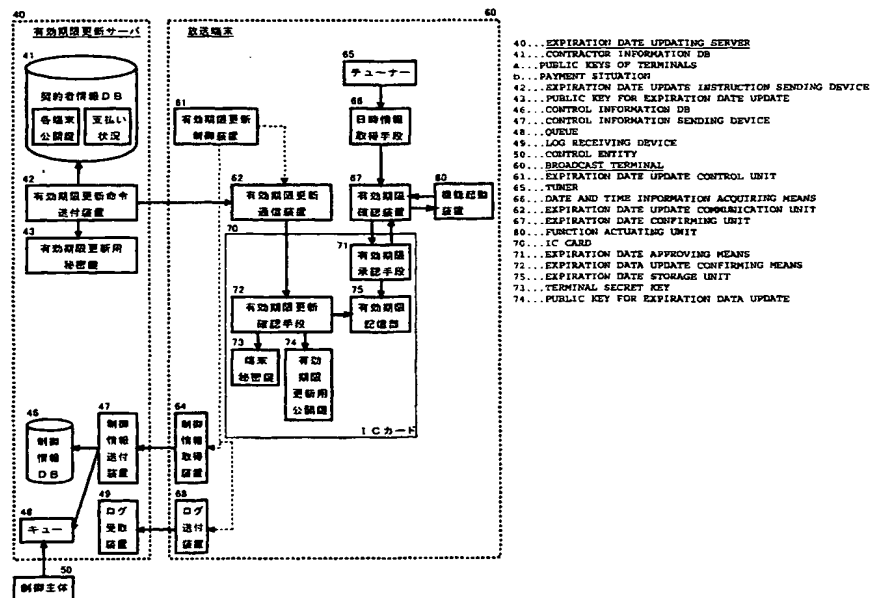 40
有効期限更新サーバ
41
契約者情報DB
各端末
公開鍵
支払い
状況
42
有効期限更新命令
送付装置
43
有効期限更新用
秘密鍵
46
制御
情報
DB
47
制御
情報
送付
装置
48
キュー
49
ログ
受取
装置
50
制御主体
60
放送端末
61
有効期限更新
制御装置
62
有効期限更新
通信装置
65
チューナー
66
日時情報
取得手段
67
有効期限
確認装置
80
機能起動
装置
70
71
有効期限
承認手段
72
有効期限更新
確認手段
75
有効期限
記憶部
73
端末
秘密鍵
74
有効
期限
更新用
公開鍵
ICカード
64
制御
情報
取得
装置
68
ログ
送付
装置
40...EXPIRATION DATE UPDATING SERVER
41...CONTRACTOR INFORMATION DB
a...PUBLIC KEYS OF TERMINALS
b...PAYMENT SITUATION
42...EXPIRATION DATE UPDATE INSTRUCTION SENDING DEVICE
43...PUBLIC KEY FOR EXPIRATION DATE UPDATE
46...CONTROL INFORMATION DB
47...CONTROL INFORMATION SENDING DEVICE
48...QUEUE
49...LOG RECEIVING DEVICE
50...CONTROL ENTITY
60...BROADCAST TERMINAL
61...EXPIRATION DATE UPDATE CONTROL UNIT
65...TUNER
66...DATE AND TIME INFORMATION ACQUIRING MEANS
62...EXPIRATION DATE UPDATE COMMUNICATION UNIT
67...EXPIRATION DATE CONFIRMING UNIT
80...FUNCTION ACTUATING UNIT
70...IC CARD
71...EXPIRATION DATE APPROVING MEANS
72...EXPIRATION DATA UPDATE CONFIRMING MEANS
75...EXPIRATION DATE STORAGE UNIT
73...TERMINAL SECRET KEY
74...PUBLIC KEY FOR EXPIRATION DATA UPDATE